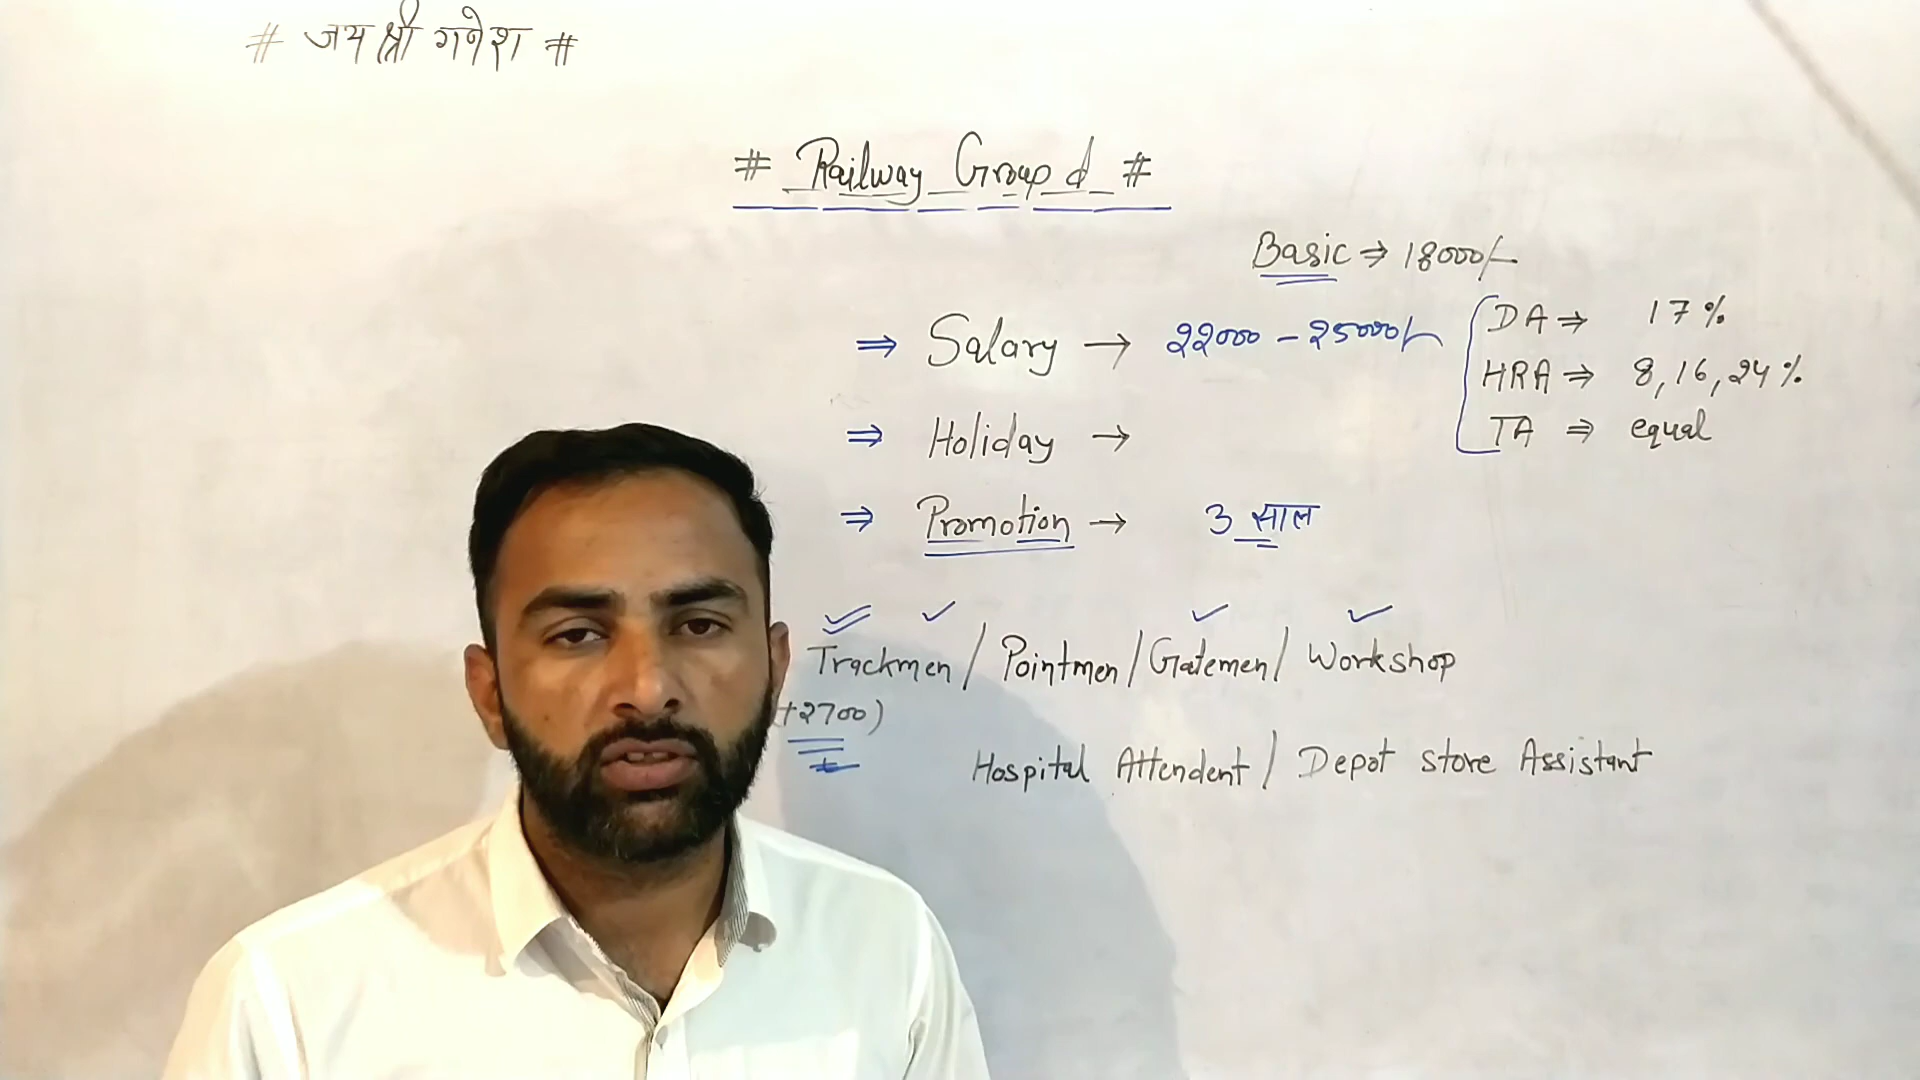 # जय श्री गणेश #
# Railway Group d #
Basic ⇒ 18000/-
⇒ Salary → 22000 - 25000/-
DA ⇒ 17%
HRA ⇒ 8, 16, 24%
TA ⇒ equal
⇒ Holiday →
⇒ Promotion → 3 साल
Trackmen / Pointmen / Gatemen / Workshop
+2700)
Hospital Attendent / Depot store Assistant